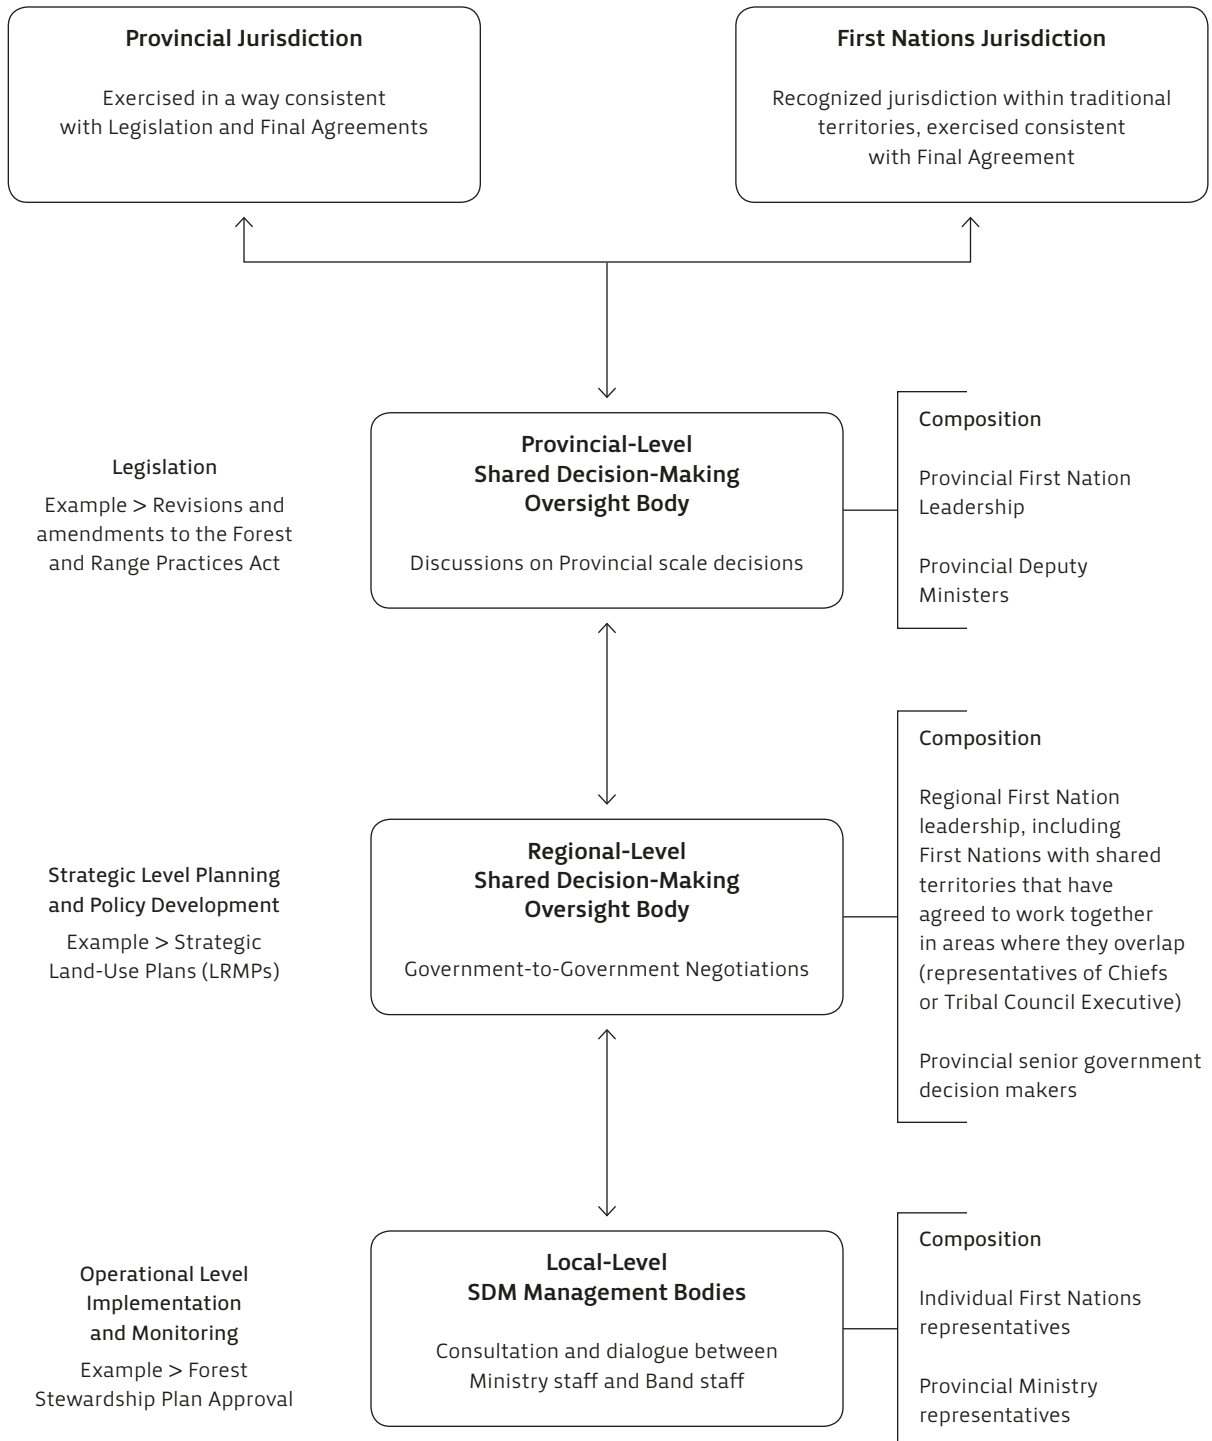 Provincial Jurisdiction
Exercised in a way consistent
with Legislation and Final Agreements
First Nations Jurisdiction
Recognized jurisdiction within traditional
territories, exercised consistent
with Final Agreement
Legislation
Example > Revisions and
amendments to the Forest
and Range Practices Act
Provincial-Level
Shared Decision-Making
Oversight Body
Discussions on Provincial scale decisions
Composition
Provincial First Nation
Leadership
Provincial Deputy
Ministers
Strategic Level Planning
and Policy Development
Example > Strategic
Land-Use Plans (LRMPs)
Regional-Level
Shared Decision-Making
Oversight Body
Government-to-Government Negotiations
Composition
Regional First Nation
leadership, including
First Nations with shared
territories that have
agreed to work together
in areas where they overlap
(representatives of Chiefs
or Tribal Council Executive)
Provincial senior government
decision makers
Operational Level
Implementation
and Monitoring
Example > Forest
Stewardship Plan Approval
Local-Level
SDM Management Bodies
Consultation and dialogue between
Ministry staff and Band staff
Composition
Individual First Nations
representatives
Provincial Ministry
representatives